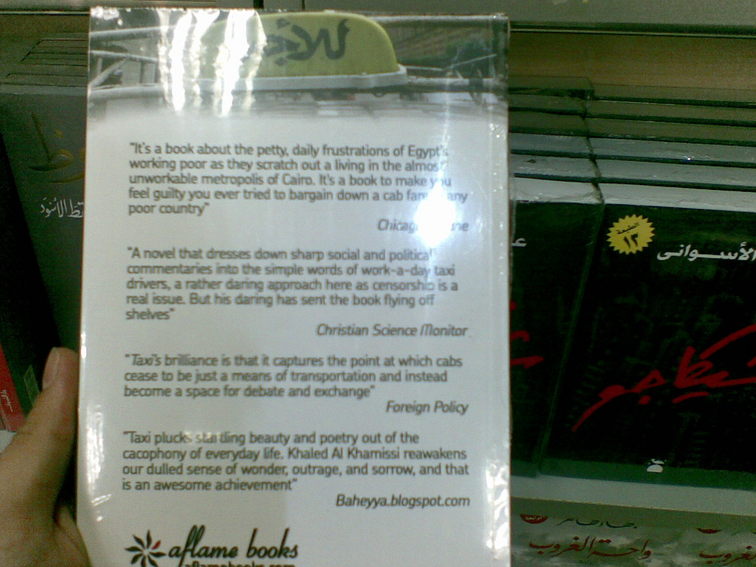 للأجرة
"It's a book about the petty, daily frustrations of Egypt's
working poor as they scratch out a living in the almost
unworkable metropolis of Cairo. It's a book to make you
feel guilty you ever tried to bargain down a cab any
poor country"
"A novel that dresses down sharp social and political
commentaries into the simple words of work-a-day taxi
drivers, a rather daring approach here as censorship is a
real issue. But his daring has sent the book flying off
shelves"
Christian Science Monitor
"Taxi's brilliance is that it captures the point at which cabs
cease to be just a means of transportation and instead
become a space for debate and exchange"
Foreign Policy
"Taxi plucks startling beauty and poetry out of the
cacophony of everyday life. Khaled Al Khamissi reawakens
our dulled sense of wonder, outrage, and sorrow, and that
is an awesome achievement"
Baheyya.blogspot.com
aflame books
aflamebooks.com
الأسوانى
الطبعة
١٣
شيكاجو
واحة الغروب